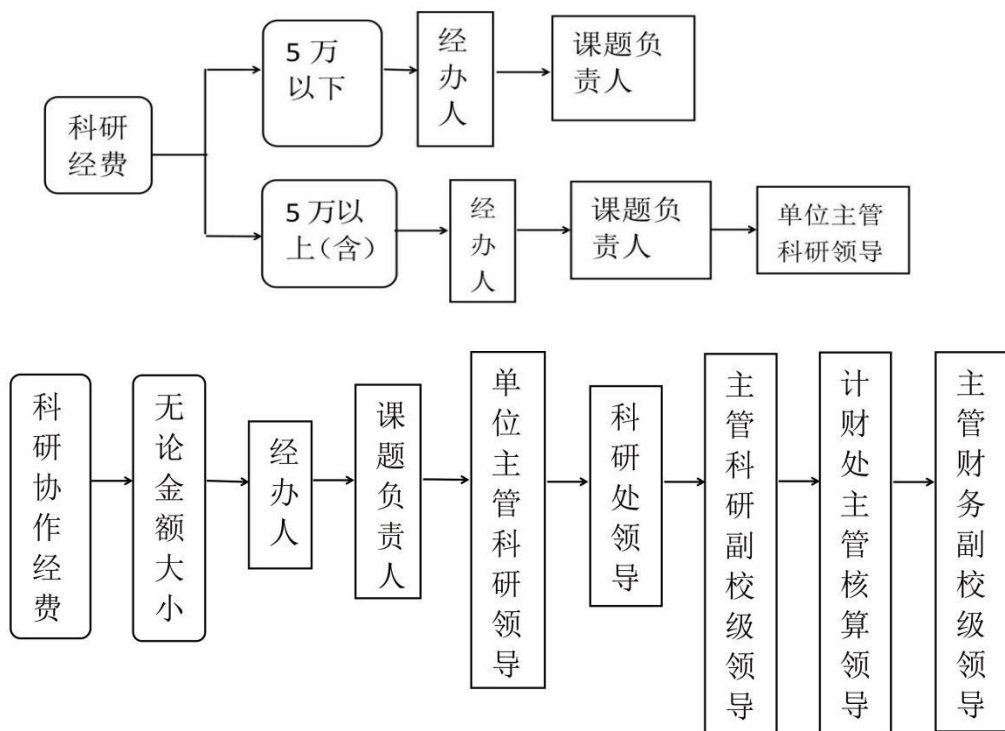 5 万
以下
经办人
课题负
责人
科研
经费
5 万以
上（含）
经办人
课题负
责人
单位主管
科研领导
科研协作经费
无论金额大小
经办人
课题负责人
单位主管科研领导
科研处领导
主管科研副校级领导
计财处主管核算领导
主管财务副校级领导